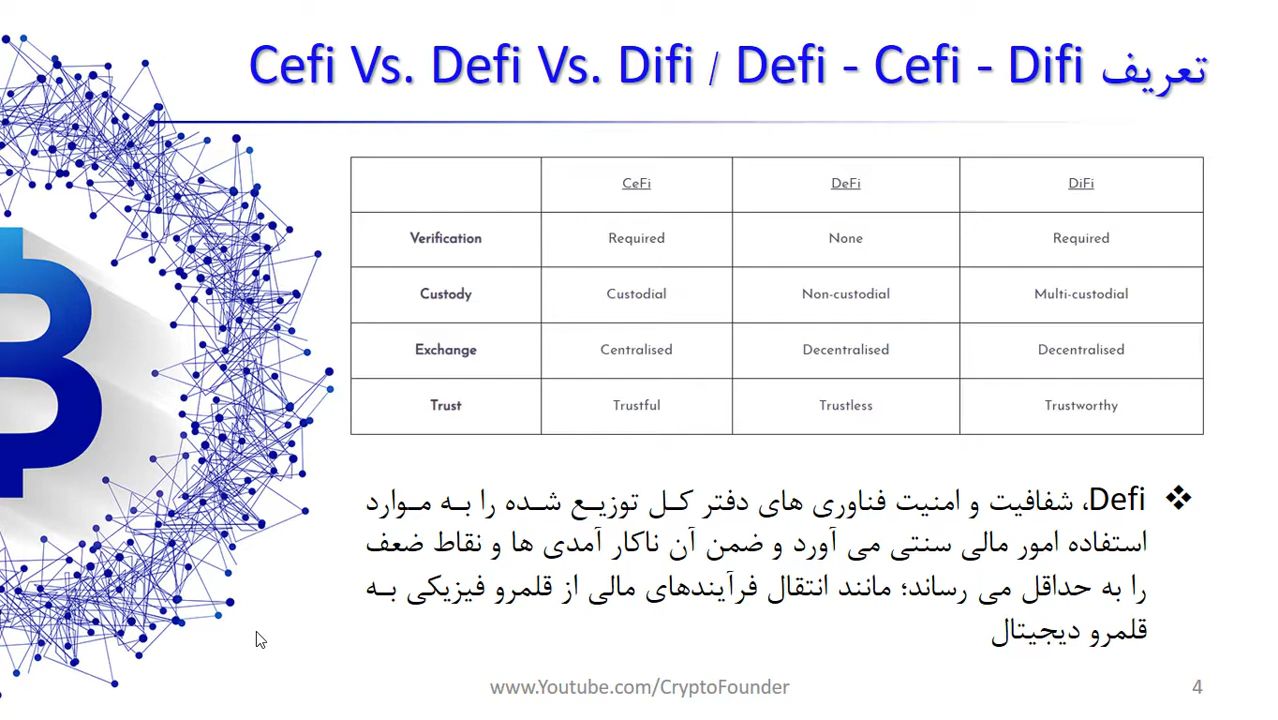 تعریف Cefi Vs. Defi Vs. Difi / Defi - Cefi - Difi
CeFi DeFi DiFi
Verification Required None Required
Custody Custodial Non-custodial Multi-custodial
Exchange Centralised Decentralised Decentralised
Trust Trustful Trustless Trustworthy
❖ Defi، شفافیت و امنیت فناوری های دفتر کل توزیع شده را به موارد
استفاده امور مالی سنتی می آورد و ضمن آن ناکار آمدی ها و نقاط ضعف
را به حداقل می رساند؛ مانند انتقال فرآیندهای مالی از قلمرو فیزیکی به
قلمرو دیجیتال
www.Youtube.com/CryptoFounder
4